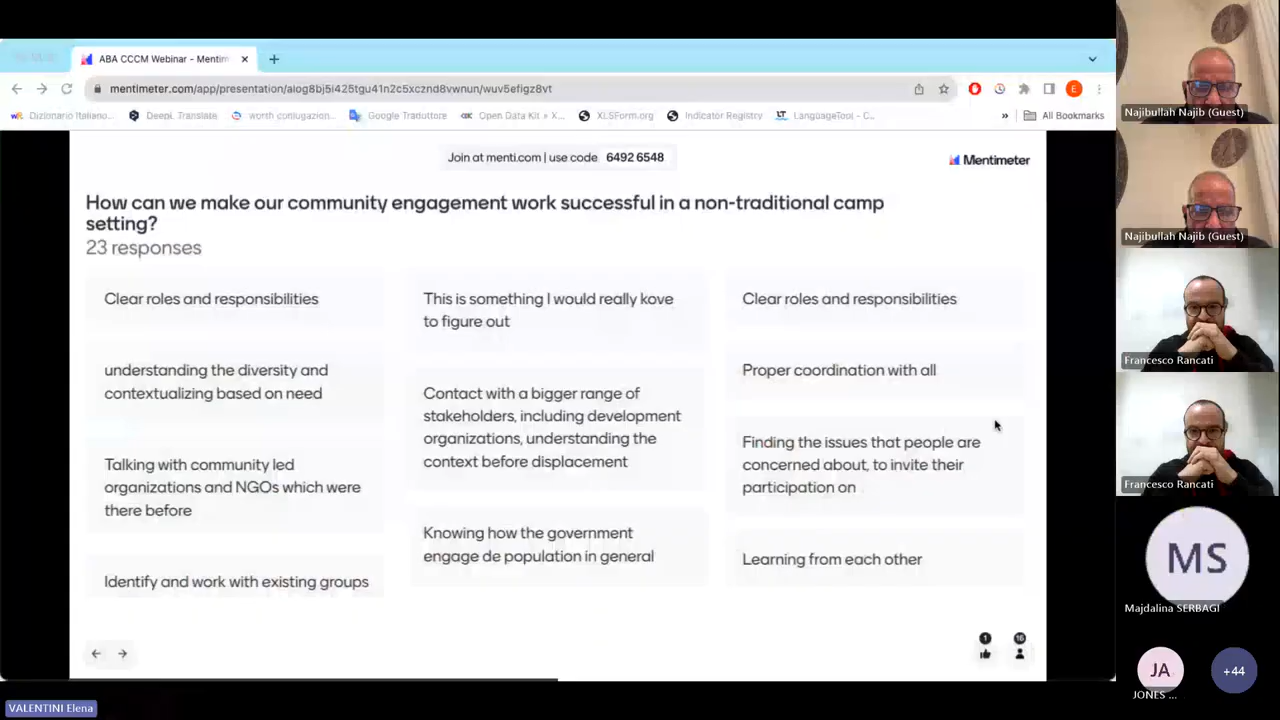 ABA CCCM Webinar - Mentim
mentimeter.com/app/presentation/
Dizionario Italiano...
DeepL Translate
worth conjugazion...
Google Traduttore
Open Data Kit × X...
XLSForm.org
Indicator Registry
LanguageTool - C...
»
All Bookmarks
E
Join at menti.com | use code 6492 6548
Mentimeter
How can we make our community engagement work successful in a non-traditional camp
setting?
23 responses
Clear roles and responsibilities
understanding the diversity and
contextualizing based on need
Talking with community led
organizations and NGOs which were
there before
Identify and work with existing groups
This is something I would really kove
to figure out
Contact with a bigger range of
stakeholders, including development
organizations, understanding the
context before displacement
Knowing how the government
engage de population in general
Clear roles and responsibilities
Proper coordination with all
Finding the issues that people are
concerned about, to invite their
participation on
Learning from each other
1
16
Najibullah Najib (Guest)
Najibullah Najib (Guest)
Francesco Rancati
Francesco Rancati
MS
Majdalina SERBAGI
JA
JONES ...
+44
VALENTINI Elena